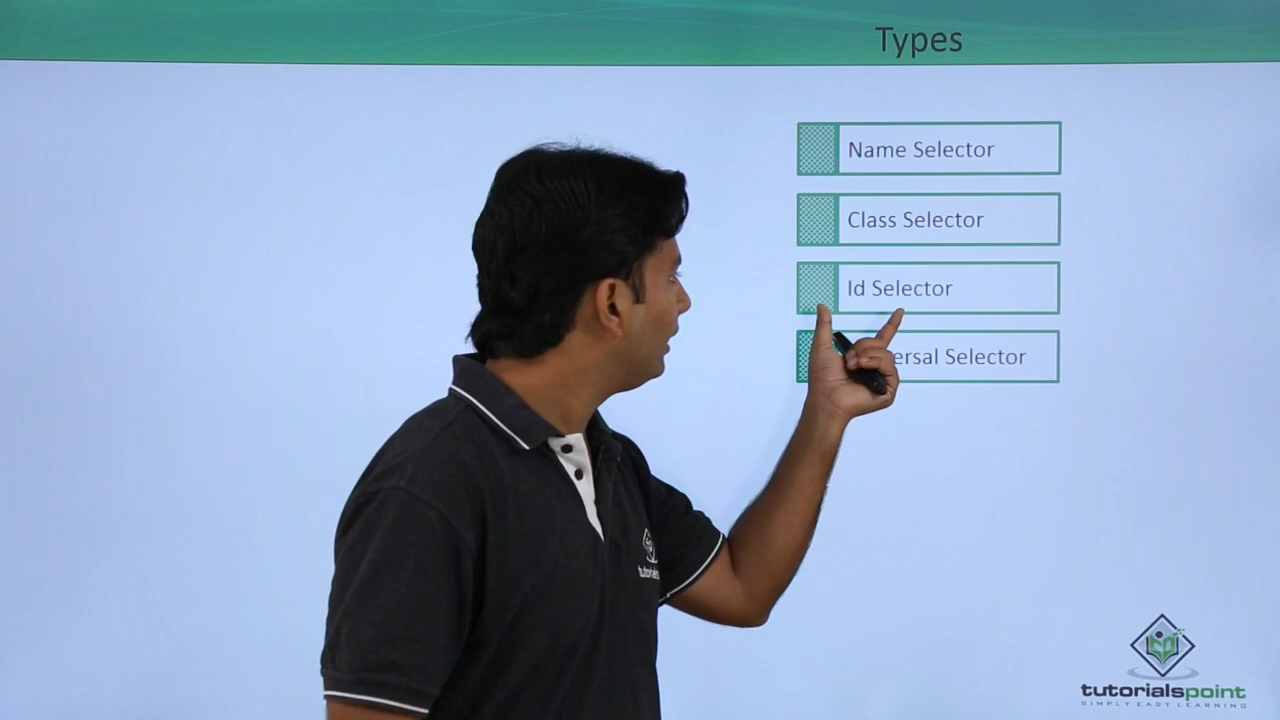 Types
Name Selector
Class Selector
Id Selector
ersal Selector
tutorialspoint
SIMPLY EASY LEARNING